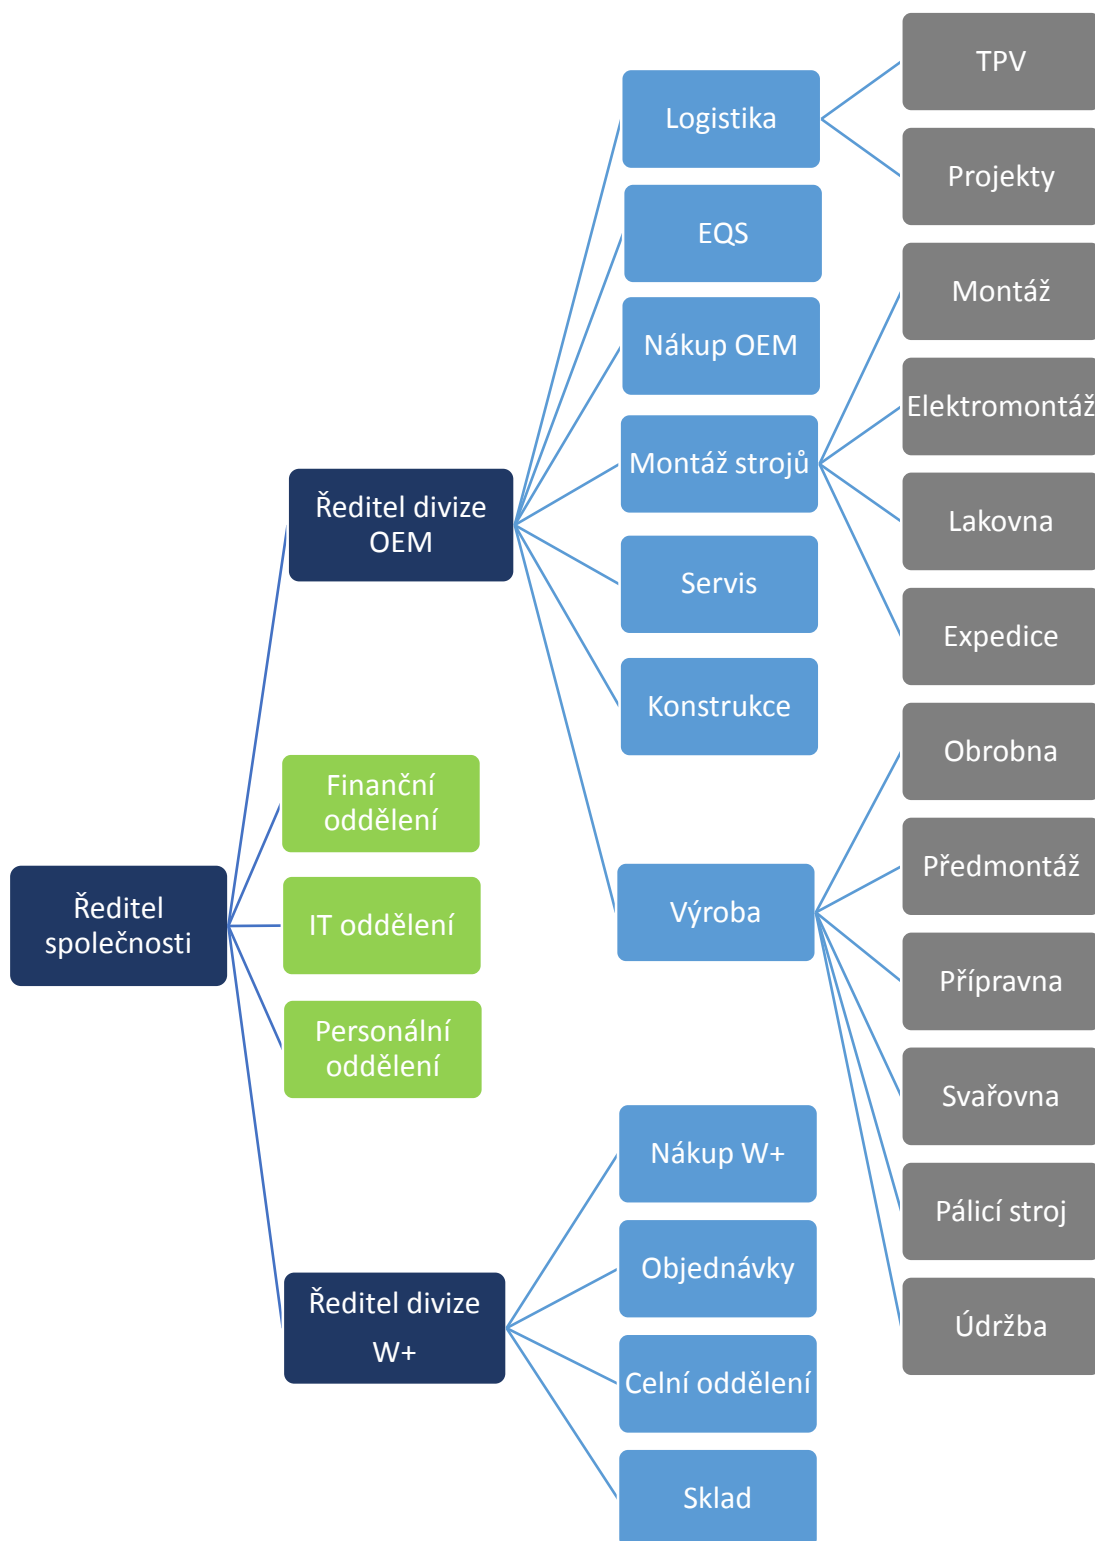 Ředitel
společnosti
Ředitel divize
OEM
Finanční
oddělení
IT oddělení
Personální
oddělení
Ředitel divize
W+
Logistika
EQS
Nákup OEM
Montáž strojů
Servis
Konstrukce
Výroba
Nákup W+
Objednávky
Celní oddělení
Sklad
TPV
Projekty
Montáž
Elektromontáž
Lakovna
Expedice
Obrobna
Předmontáž
Přípravna
Svařovna
Pálicí stroj
Údržba